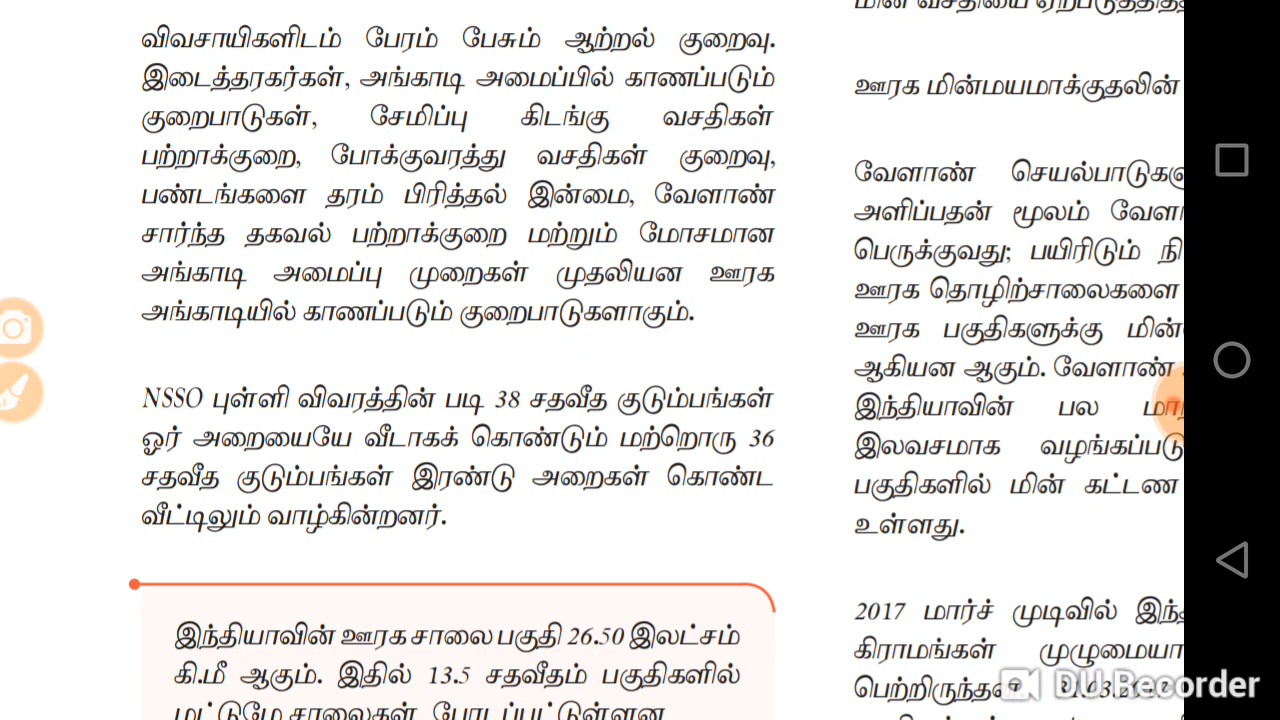 விவசாயிகளிடம் பேரம் பேசும் ஆற்றல் குறைவு.
இடைத்தரகர்கள், அங்காடி அமைப்பில் காணப்படும்
குறைபாடுகள், சேமிப்பு கிடங்கு வசதிகள்
பற்றாக்குறை, போக்குவரத்து வசதிகள் குறைவு,
பண்டங்களை தரம் பிரித்தல் இன்மை, வேளாண்
சார்ந்த தகவல் பற்றாக்குறை மற்றும் மோசமான
அங்காடி அமைப்பு முறைகள் முதலியன ஊரக
அங்காடியில் காணப்படும் குறைபாடுகளாகும்.
NSSO புள்ளி விவரத்தின் படி 38 சதவீத குடும்பங்கள்
ஓர் அறையையே வீடாகக் கொண்டும் மற்றொரு 36
சதவீத குடும்பங்கள் இரண்டு அறைகள் கொண்ட
வீட்டிலும் வாழ்கின்றனர்.
இந்தியாவின் ஊரக சாலை பகுதி 26.50 இலட்சம்
கி.மீ ஆகும். இதில் 13.5 சதவீதம் பகுதிகளில்
மட்டுமே சாலைகள் போடப்பட்டுள்ளன
ஊரக மின்மயமாக்குதலின்
வேளாண்
அளிப்பதன் மூலம்
பெருக்குவது; பயிரிடும்
ஊரக தொழிற்சாலைகளை
ஊரக பகுதிகளுக்கு
ஆகியன ஆகும். வேளாண்
இந்தியாவின் பல
இலவசமாக
பகுதிகளில் மின் கட்டண
உள்ளது.
2017 மார்ச் முடிவில்
கிராமங்கள்
DU Recorder